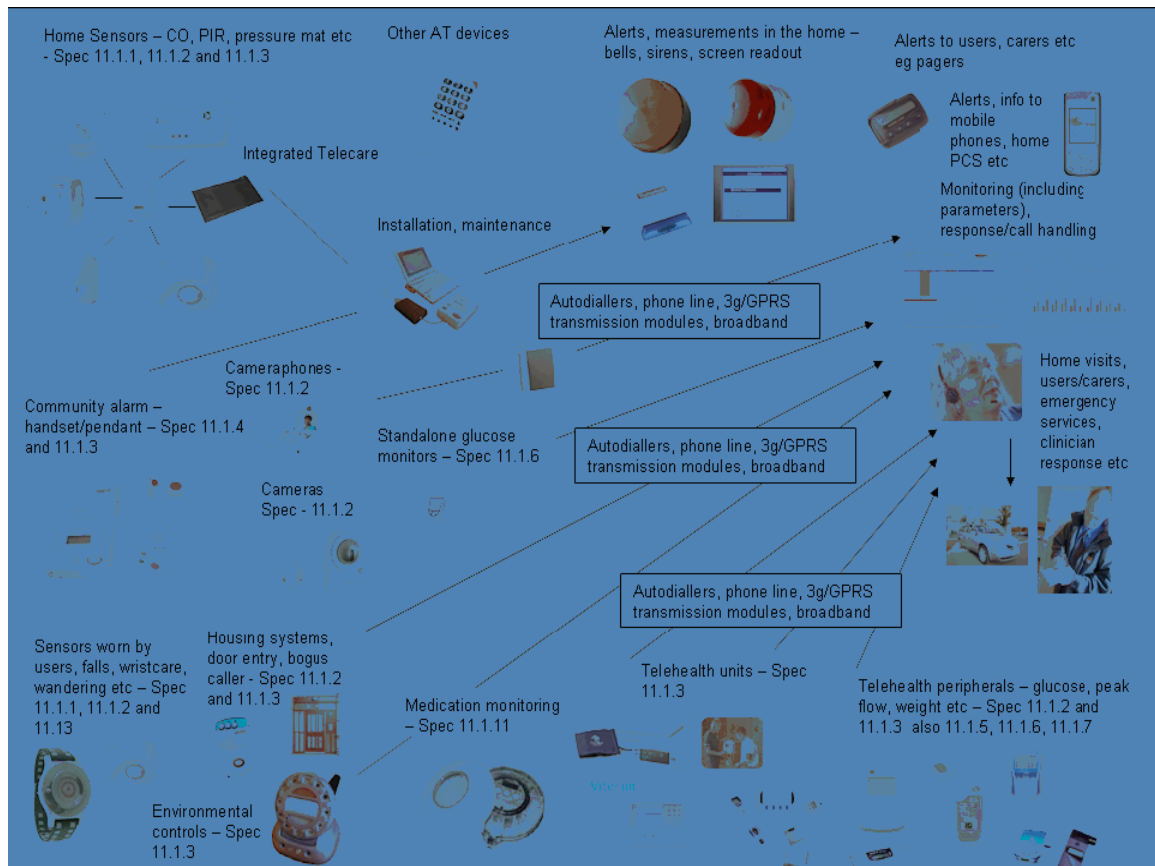 Home Sensors – CO, PIR, pressure mat etc
- Spec 11.1.1, 11.1.2 and 11.1.3
Other AT devices
Alerts, measurements in the home –
bells, sirens, screen readout
Alerts to users, carers etc
eg pagers
Alerts, info to
mobile
phones, home
PCS etc
Integrated Telecare
Monitoring (including
parameters),
response/call handling
Installation, maintenance
Autodiallers, phone line, 3g/GPRS
transmission modules, broadband
Cameraphones -
Spec 11.1.2
Home visits,
users/carers,
emergency
services,
clinician
response etc
Community alarm –
handset/pendant – Spec 11.1.4
and 11.1.3
Standalone glucose
monitors – Spec 11.1.6
Autodiallers, phone line, 3g/GPRS
transmission modules, broadband
Cameras
Spec - 11.1.2
Autodiallers, phone line, 3g/GPRS
transmission modules, broadband
Sensors worn by
users, falls, wristcare,
wandering etc – Spec
11.1.1, 11.1.2 and
11.13
Housing systems,
door entry, bogus
caller - Spec 11.1.2
and 11.1.3
Medication monitoring
– Spec 11.1.11
Telehealth units – Spec
11.1.3
Telehealth peripherals – glucose, peak
flow, weight etc – Spec 11.1.2 and
11.1.3 also 11.1.5, 11.1.6, 11.1.7
Environmental
controls – Spec
11.1.3